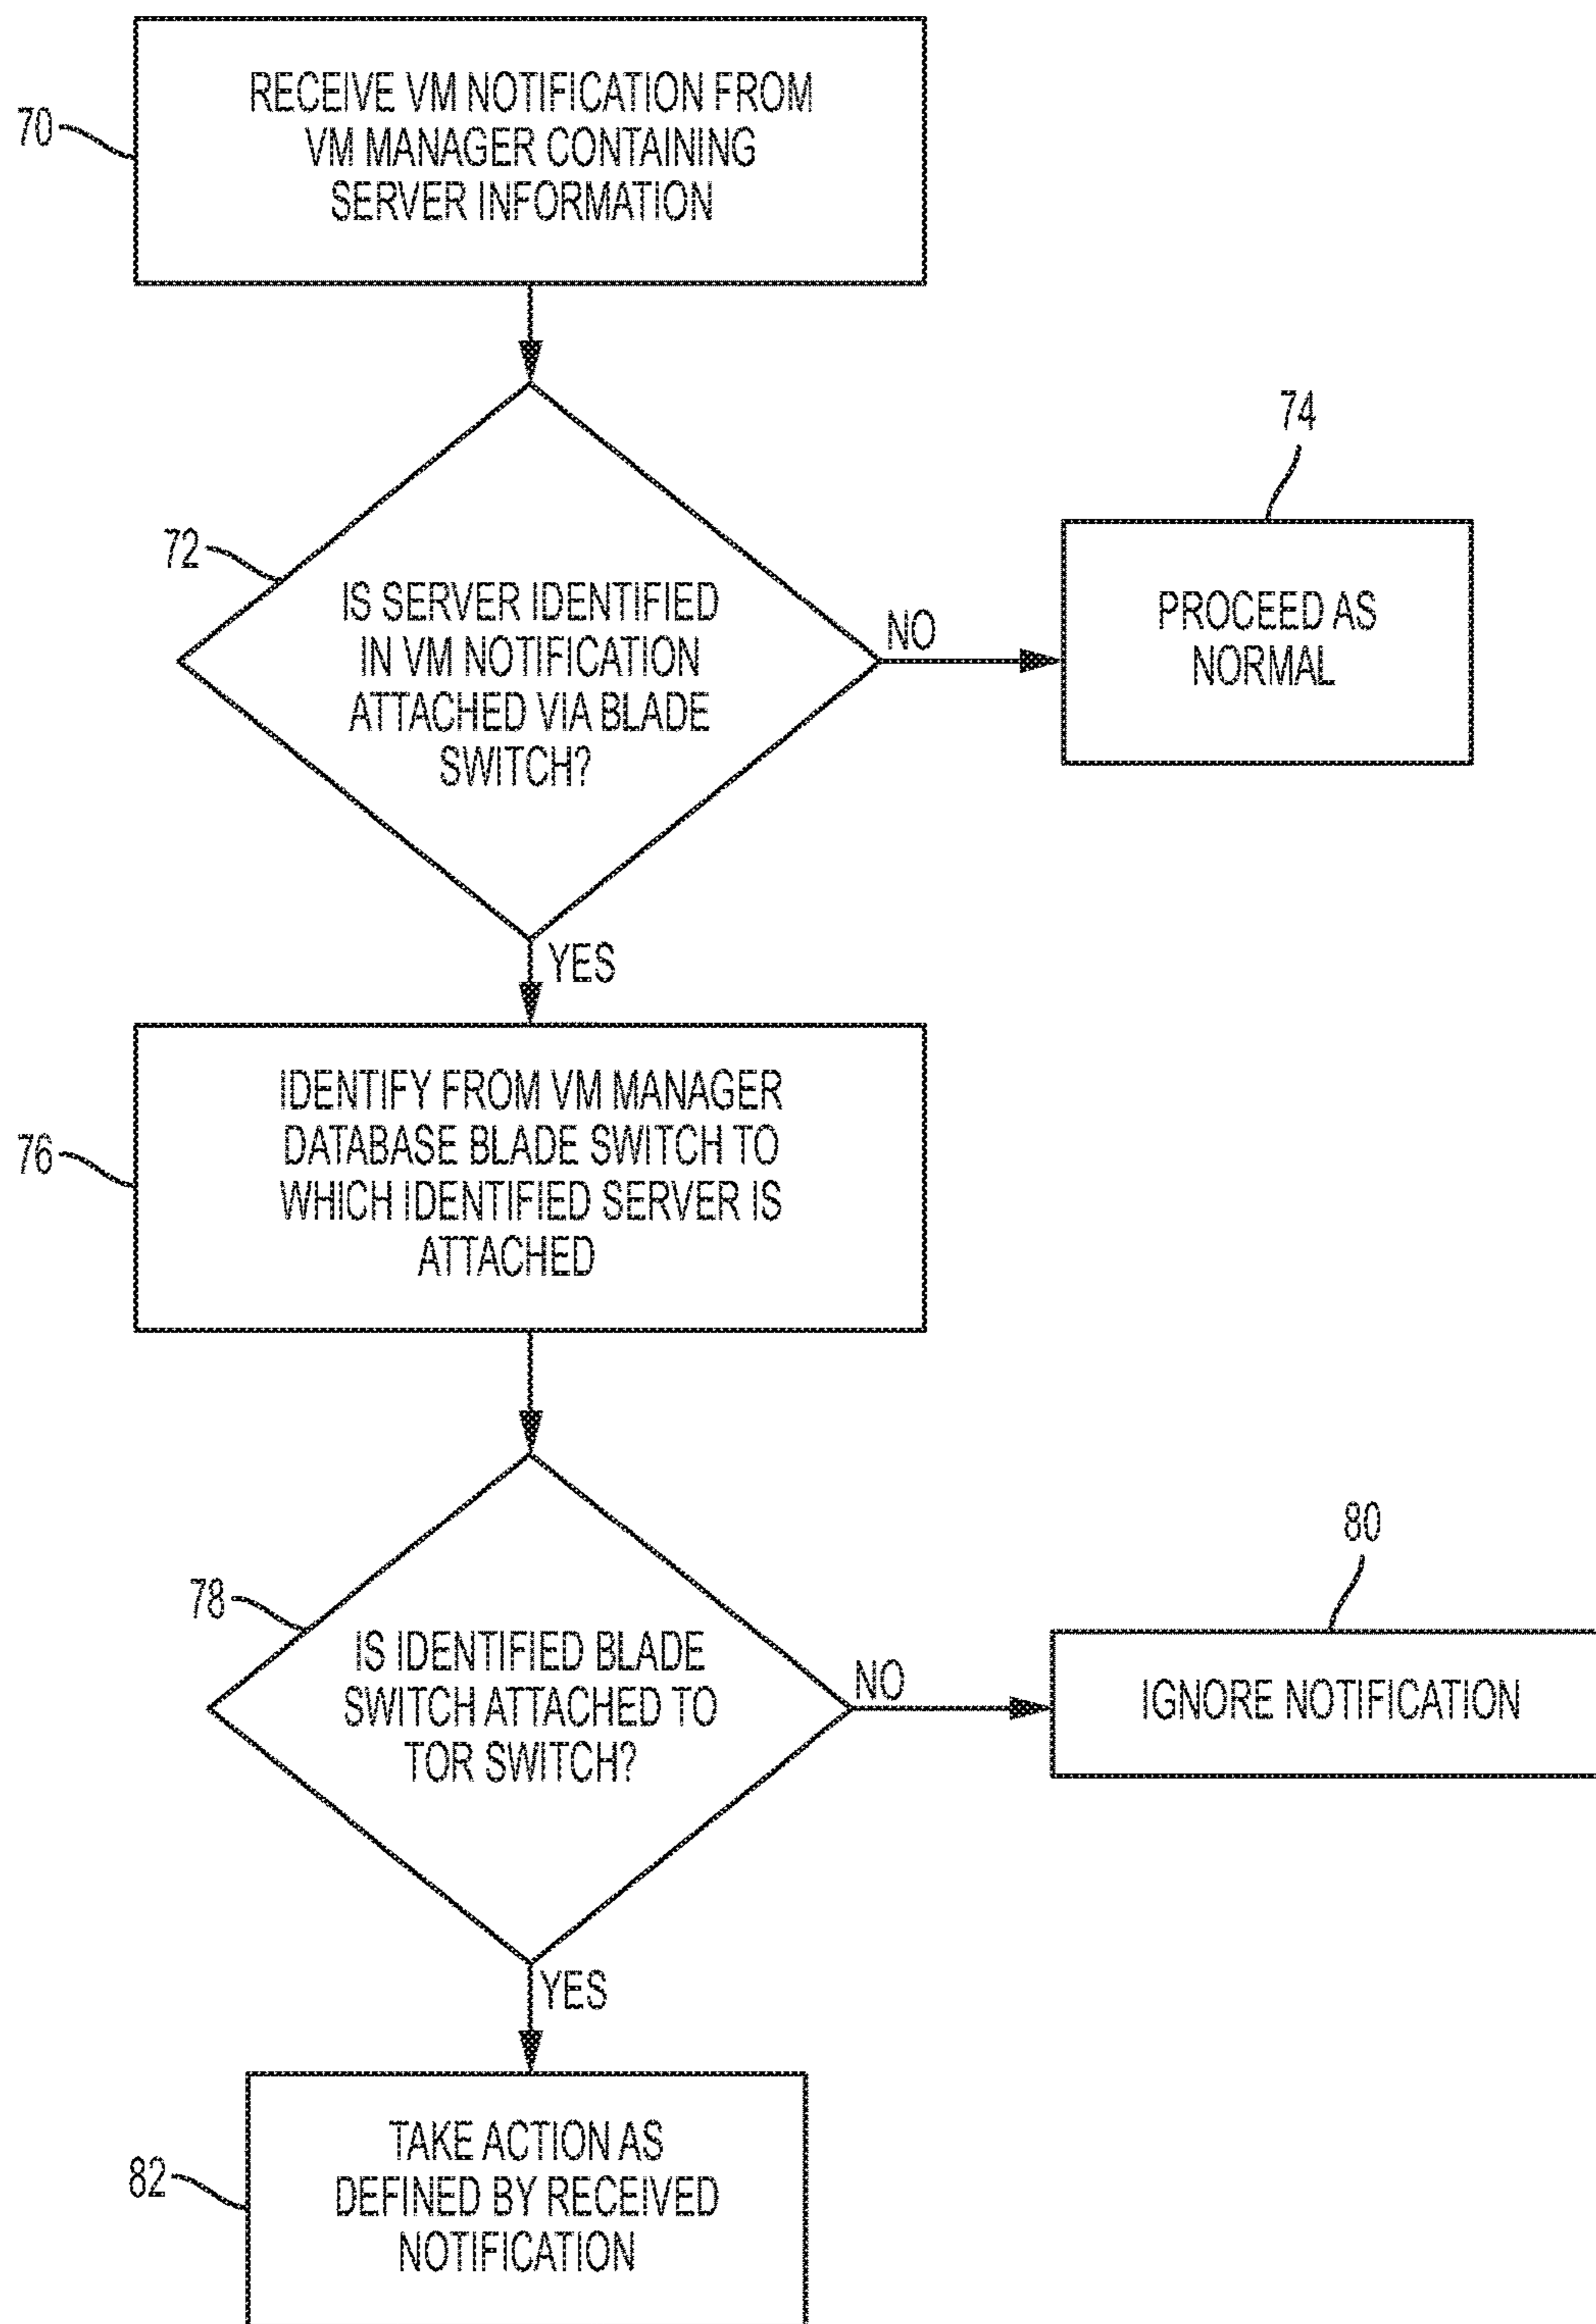 70
RECEIVE VM NOTIFICATION FROM
VM MANAGER CONTAINING
SERVER INFORMATION
72
IS SERVER IDENTIFIED
IN VM NOTIFICATION
ATTACHED VIA BLADE
SWITCH?
NO
74
PROCEED AS
NORMAL
YES
76
IDENTIFY FROM VM MANAGER
DATABASE BLADE SWITCH TO
WHICH IDENTIFIED SERVER IS
ATTACHED
78
IS IDENTIFIED BLADE
SWITCH ATTACHED TO
TOR SWITCH?
NO
80
IGNORE NOTIFICATION
YES
82
TAKE ACTION AS
DEFINED BY RECEIVED
NOTIFICATION